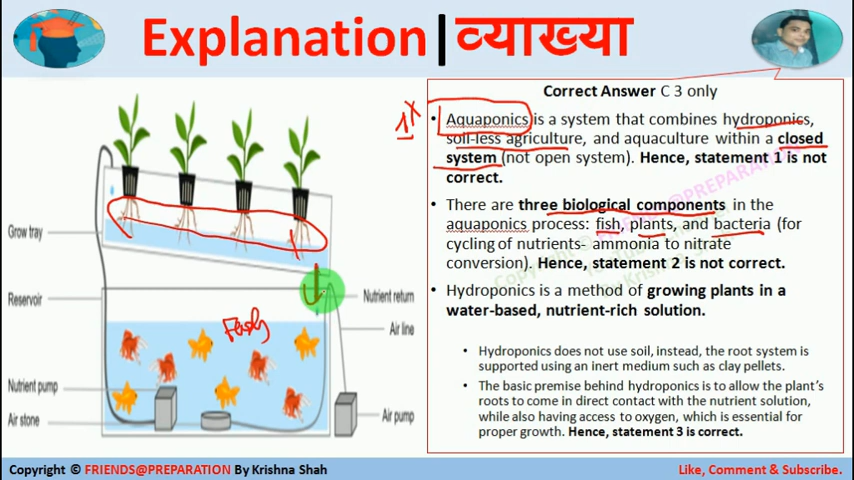 Explanation|व्याख्या
Correct Answer C 3 only
1 X
• Aquaponics is a system that combines hydroponics,
soil-less agriculture, and aquaculture within a closed
system (not open system). Hence, statement 1 is not
correct.
• There are three biological components in the
aquaponics process: fish, plants, and bacteria (for
cycling of nutrients- ammonia to nitrate
conversion). Hence, statement 2 is not correct.
• Hydroponics is a method of growing plants in a
water-based, nutrient-rich solution.
• Hydroponics does not use soil, instead, the root system is
supported using an inert medium such as clay pellets.
• The basic premise behind hydroponics is to allow the plant's
roots to come in direct contact with the nutrient solution,
while also having access to oxygen, which is essential for
proper growth. Hence, statement 3 is correct.
Grow tray
Reservoir
Nutrient return
Air line
Nutrient pump
Air stone
Air pump
Copyright © FRIENDS@PREPARATION By Krishna Shah
Like, Comment & Subscribe.